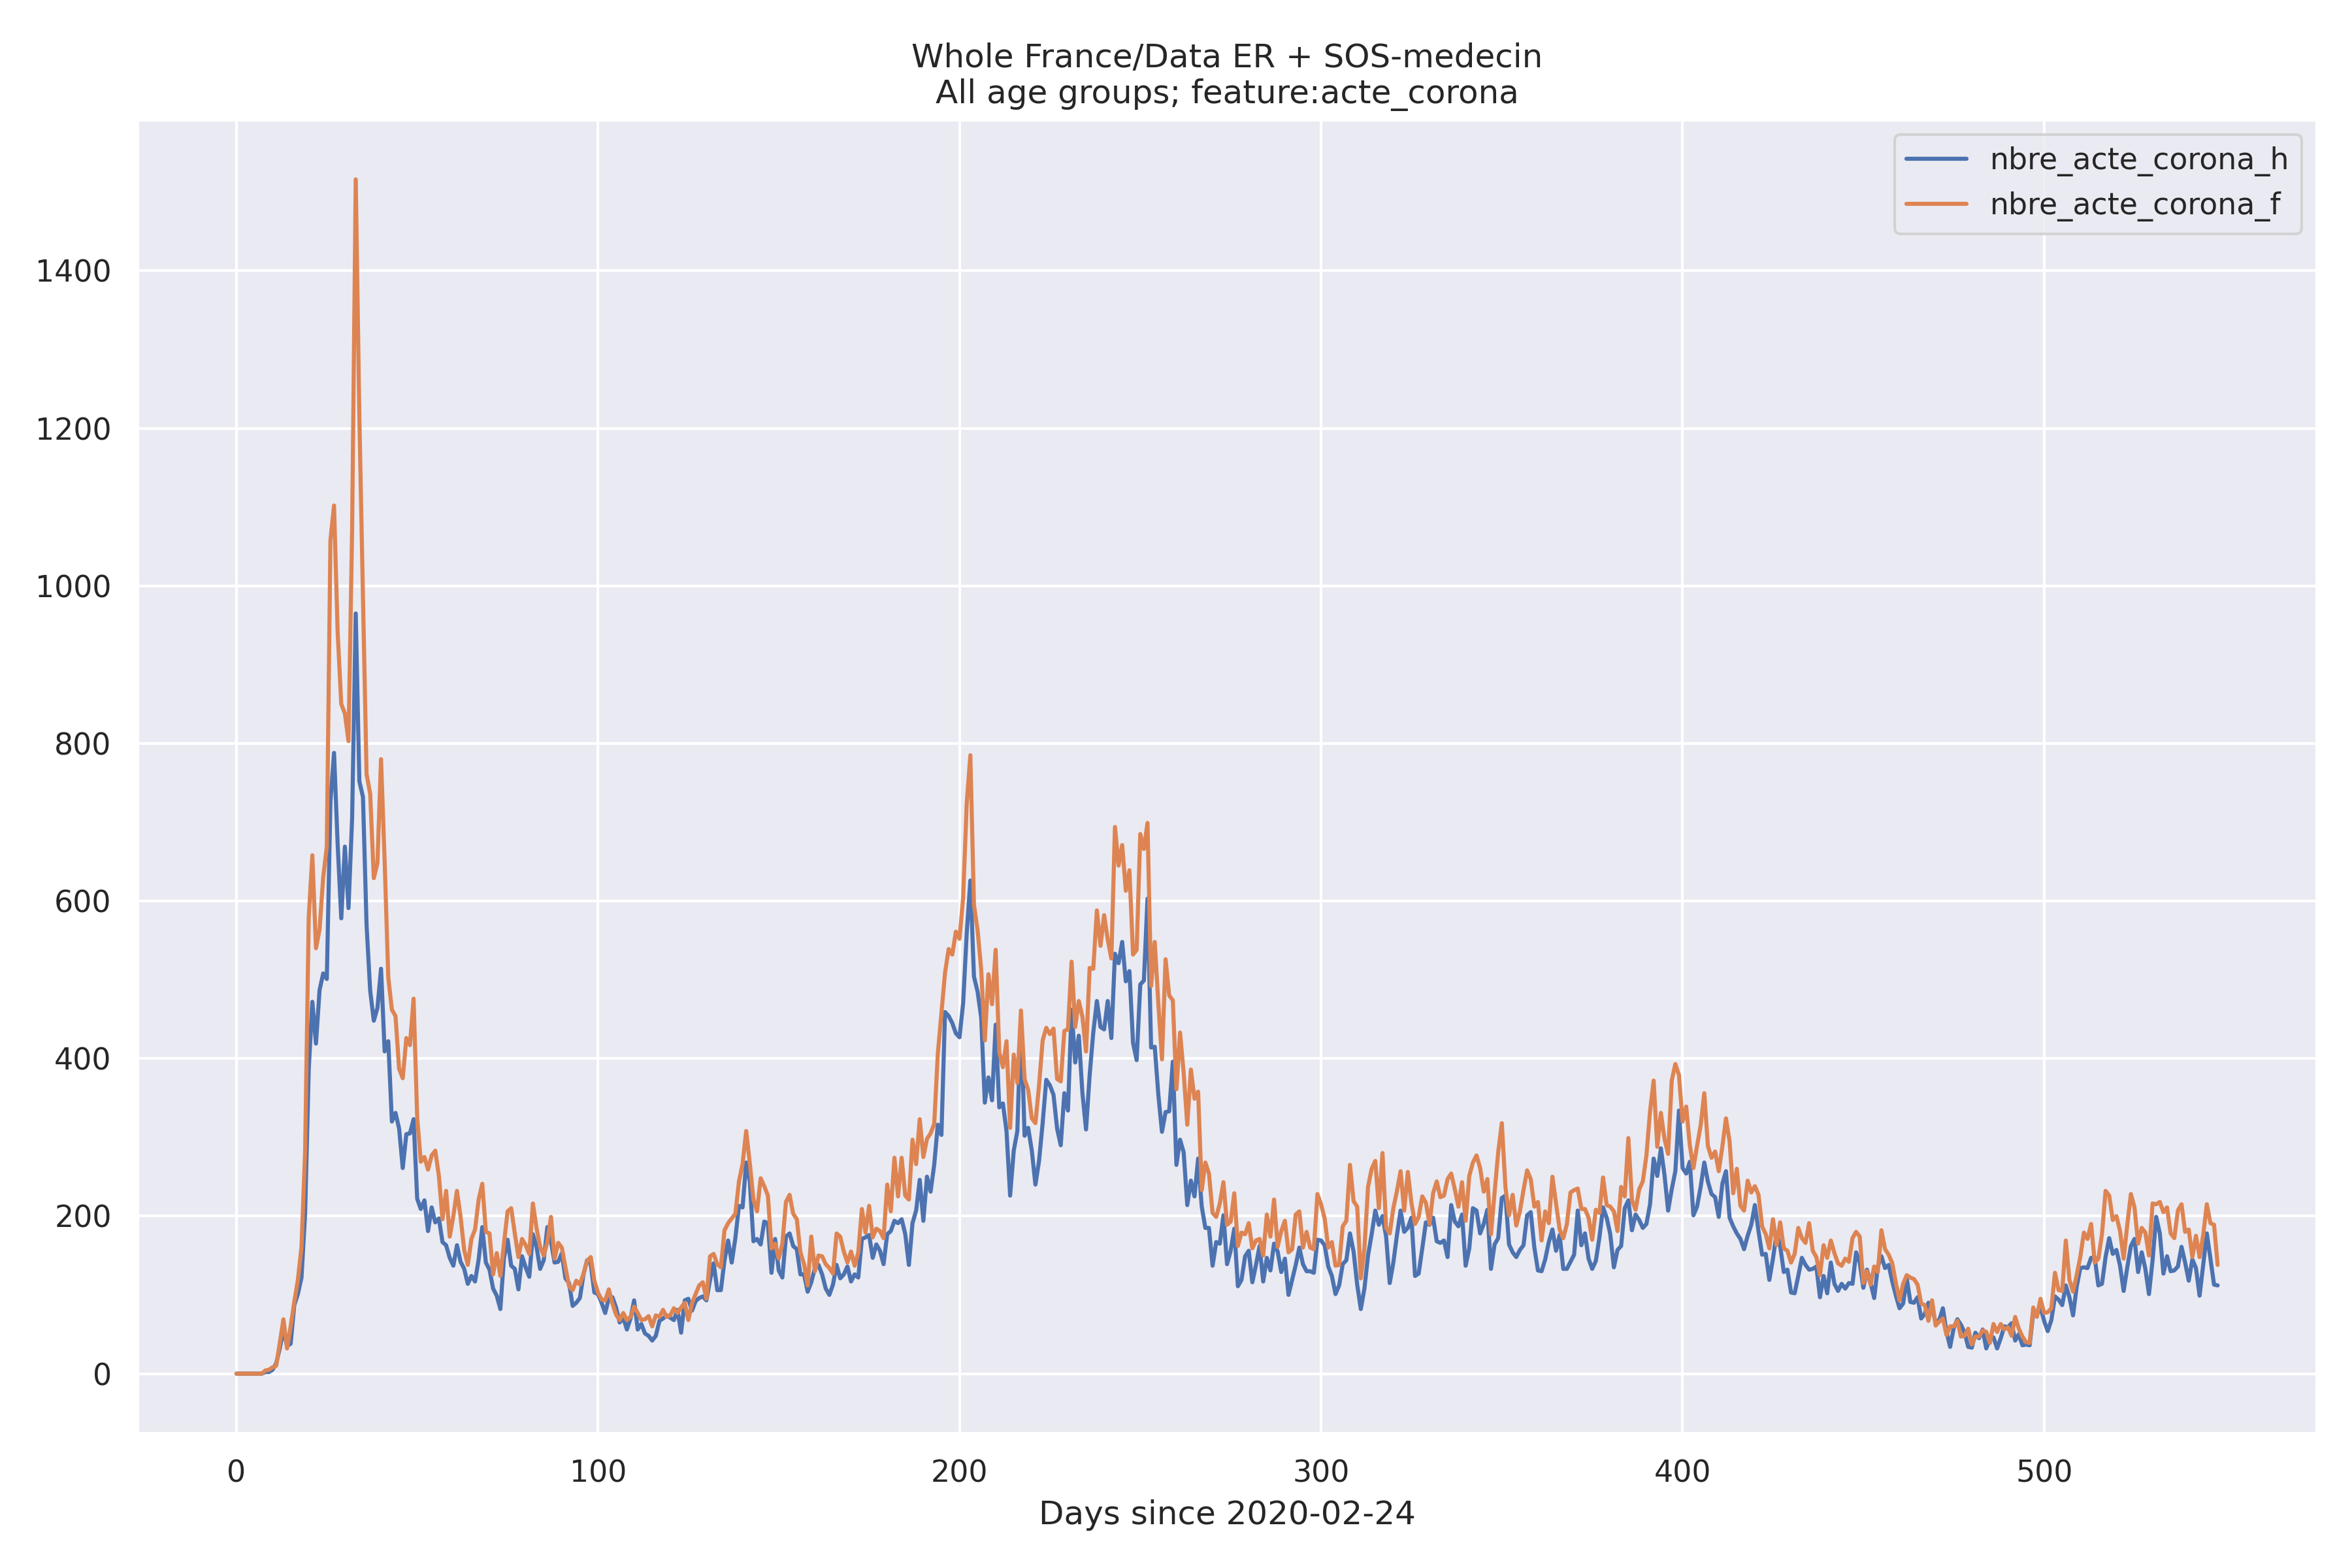 Whole France/Data ER + SOS-medecin
All age groups; feature:acte_corona
nbre_acte_corona_h
nbre_acte_corona_f
1400
1200
1000
800
600
400
200
0
0 100 200 300 400 500
Days since 2020-02-24